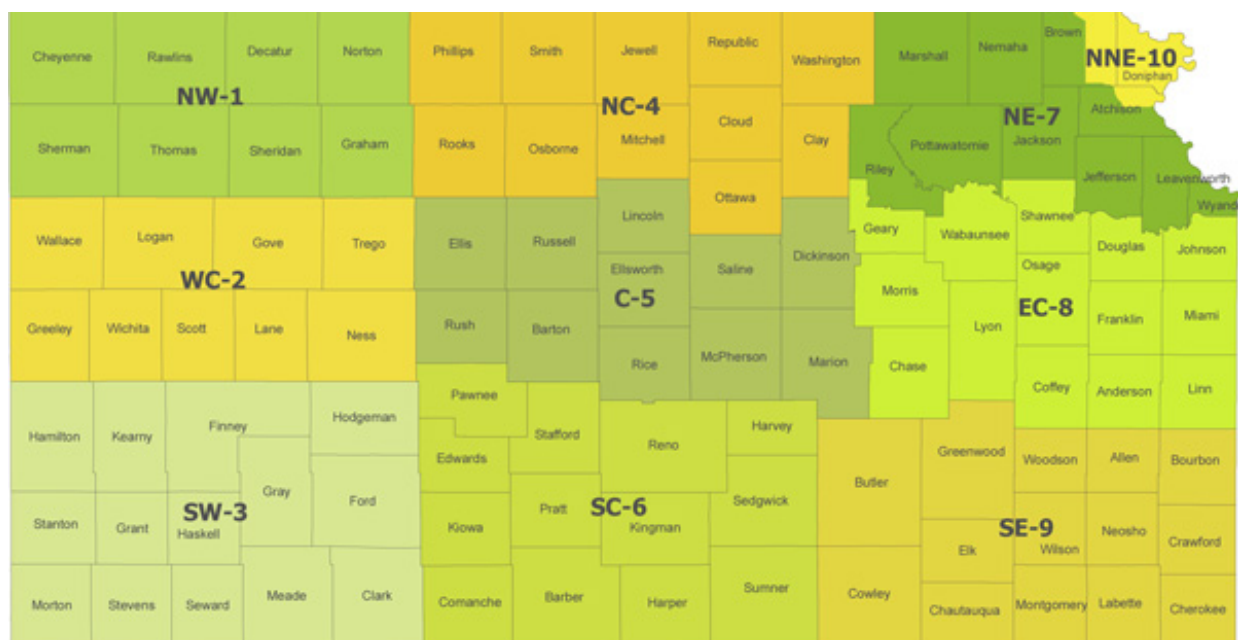 Cheyenne
Rawlins
Decatur
Norton
Phillips
Smith
Jewell
Republic
Washington
Marshall
Nemaha
Brown
NNE-10
Doniphan
NW-1
NC-4
NE-7
Atchison
Sherman
Thomas
Sheridan
Graham
Rooks
Osborne
Mitchell
Cloud
Clay
Riley
Pottawatomie
Jackson
Jefferson
Leavenworth
Wyand
Ottawa
Wallace
Logan
Gove
Trego
Ellis
Russell
Lincoln
Saline
Dickinson
Geary
Wabaunsee
Shawnee
Douglas
Johnson
WC-2
Ellsworth
C-5
Morris
Osage
EC-8
Greeley
Wichita
Scott
Lane
Ness
Rush
Barton
Rice
McPherson
Marion
Chase
Lyon
Franklin
Miami
Coffey
Anderson
Linn
Hamilton
Kearny
Finney
Hodgeman
Pawnee
Stafford
Reno
Harvey
Edwards
Butler
Greenwood
Woodson
Allen
Bourbon
Gray
Ford
SW-3
SC-6
SE-9
Stanton
Grant
Haskell
Kiowa
Pratt
Kingman
Sedgwick
Elk
Wilson
Neosho
Crawford
Morton
Stevens
Seward
Meade
Clark
Comanche
Barber
Harper
Sumner
Cowley
Chautauqua
Montgomery
Labette
Cherokee